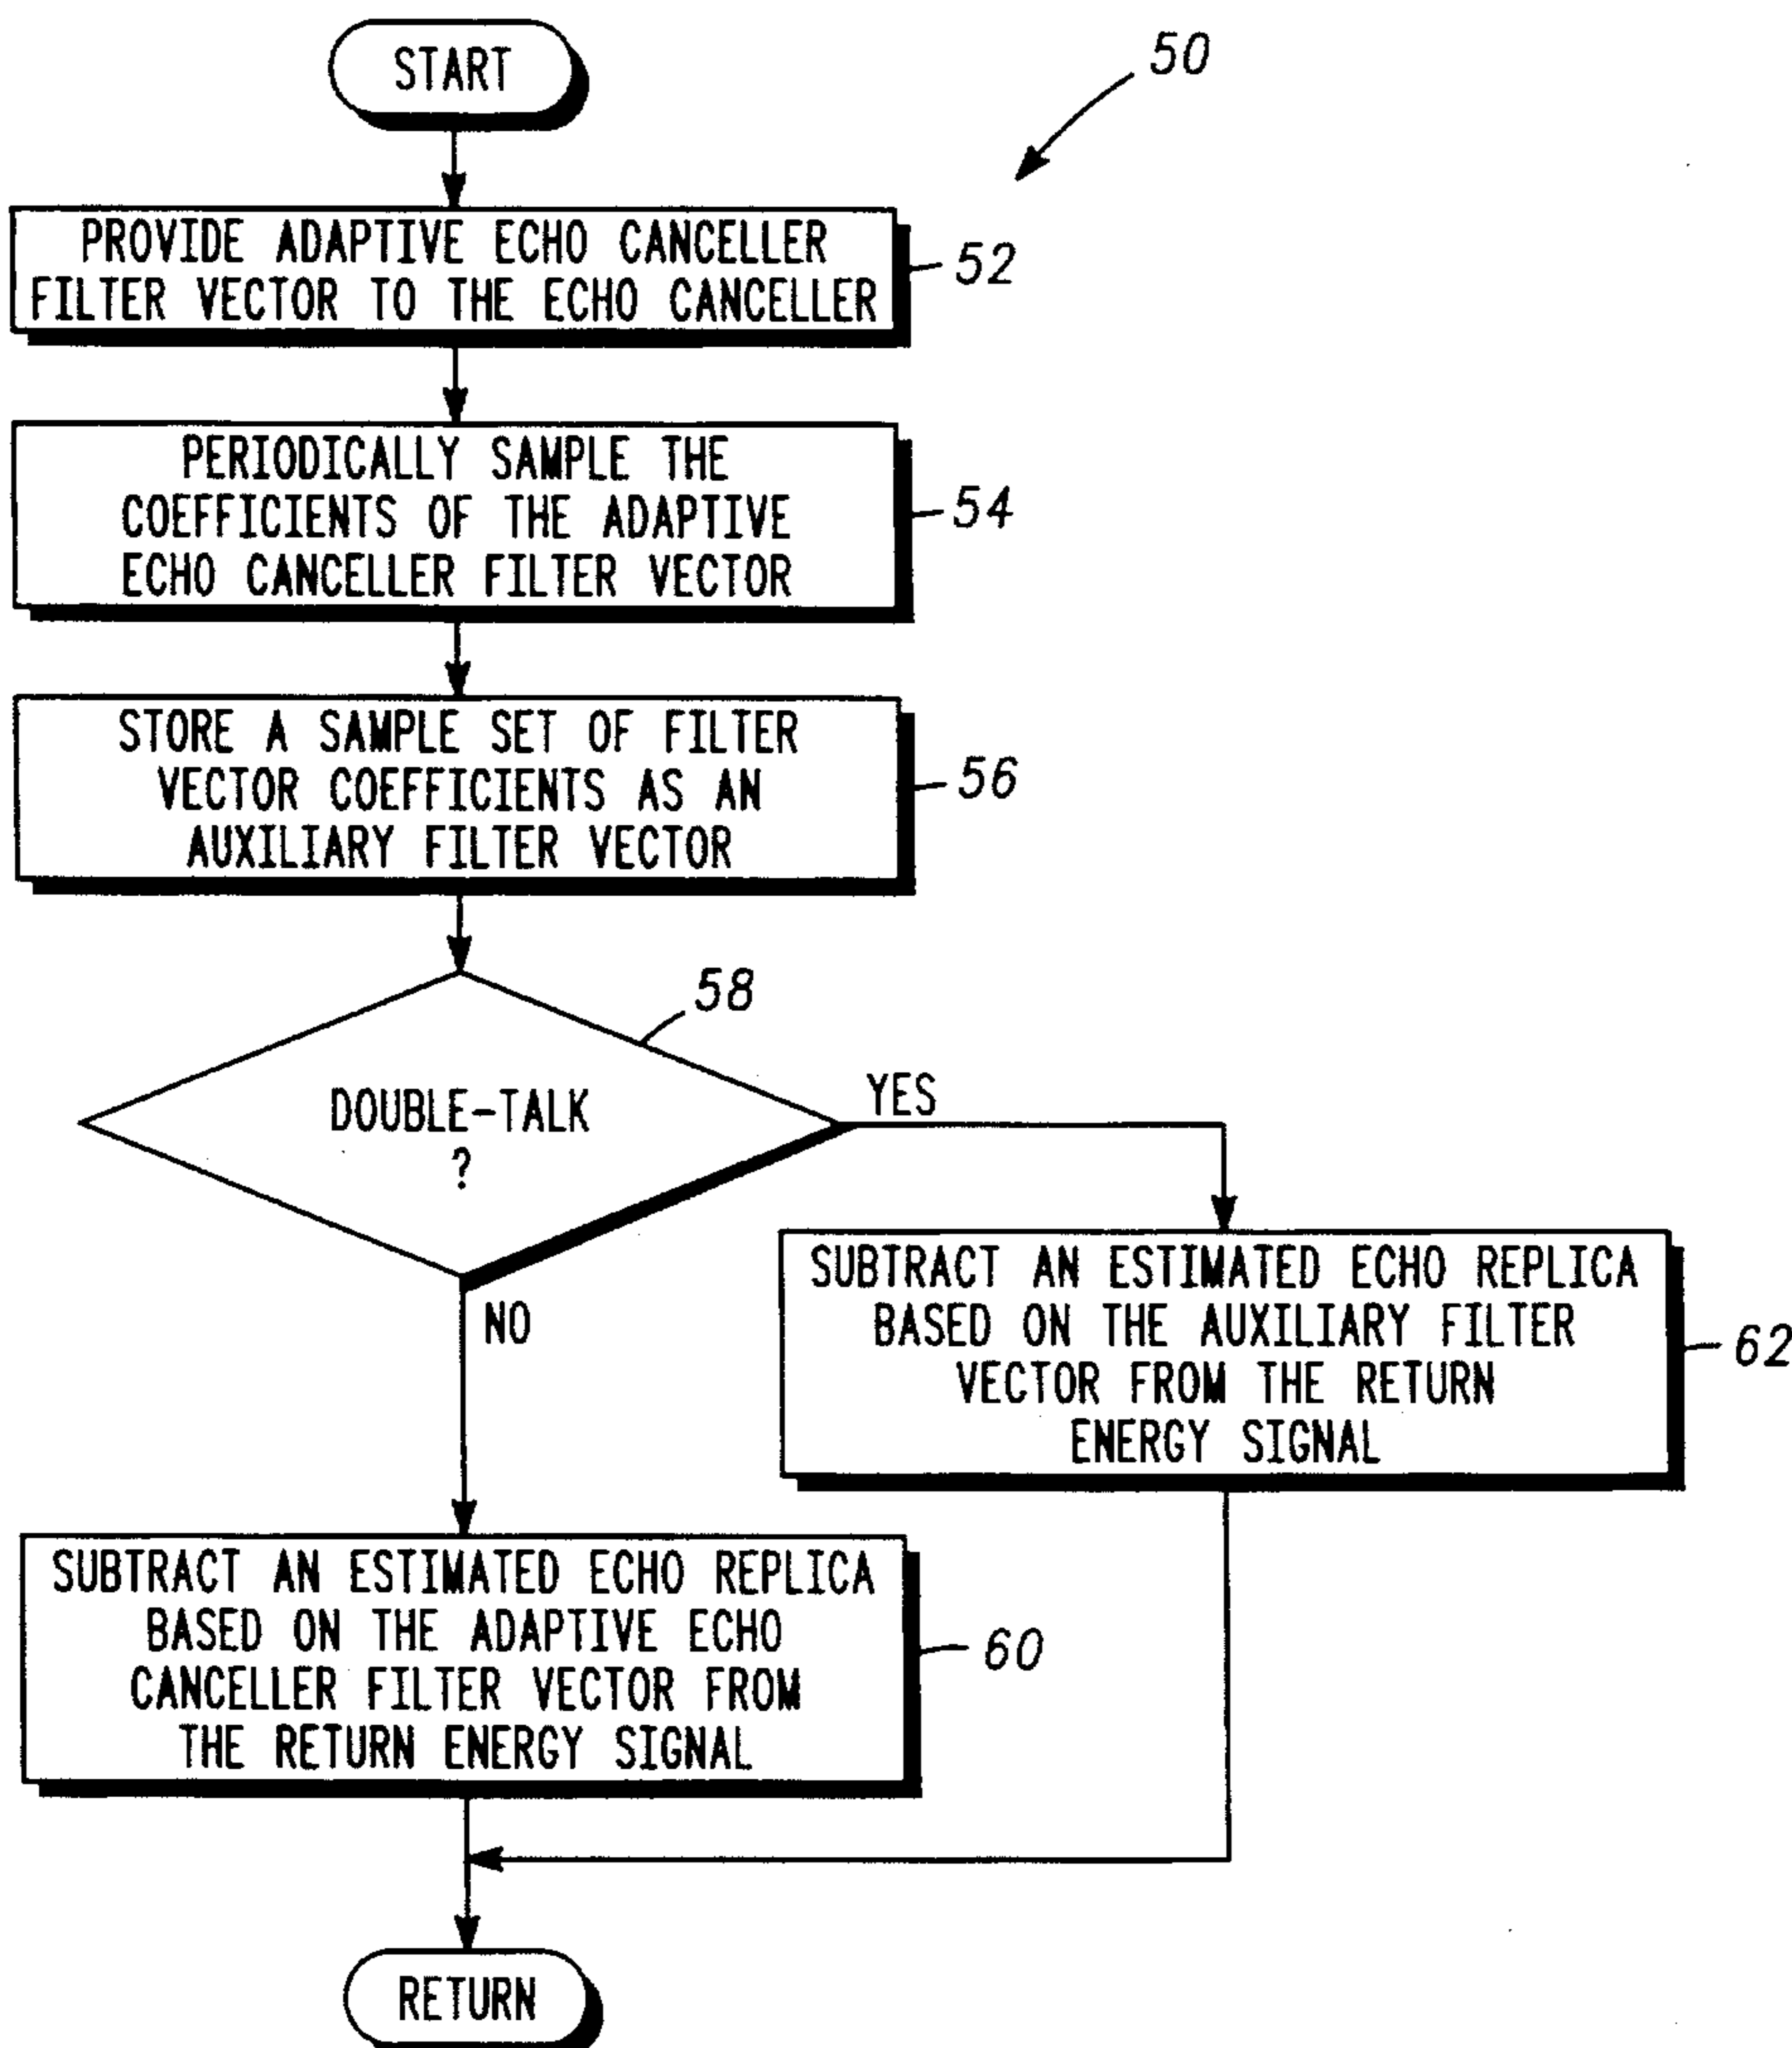 START
50
PROVIDE ADAPTIVE ECHO CANCELLER
FILTER VECTOR TO THE ECHO CANCELLER
52
PERIODICALLY SAMPLE THE
COEFFICIENTS OF THE ADAPTIVE
ECHO CANCELLER FILTER VECTOR
54
STORE A SAMPLE SET OF FILTER
VECTOR COEFFICIENTS AS AN
AUXILIARY FILTER VECTOR
56
58
DOUBLE-TALK
?
YES
NO
SUBTRACT AN ESTIMATED ECHO REPLICA
BASED ON THE AUXILIARY FILTER
VECTOR FROM THE RETURN
ENERGY SIGNAL
62
SUBTRACT AN ESTIMATED ECHO REPLICA
BASED ON THE ADAPTIVE ECHO
CANCELLER FILTER VECTOR FROM
THE RETURN ENERGY SIGNAL
60
RETURN